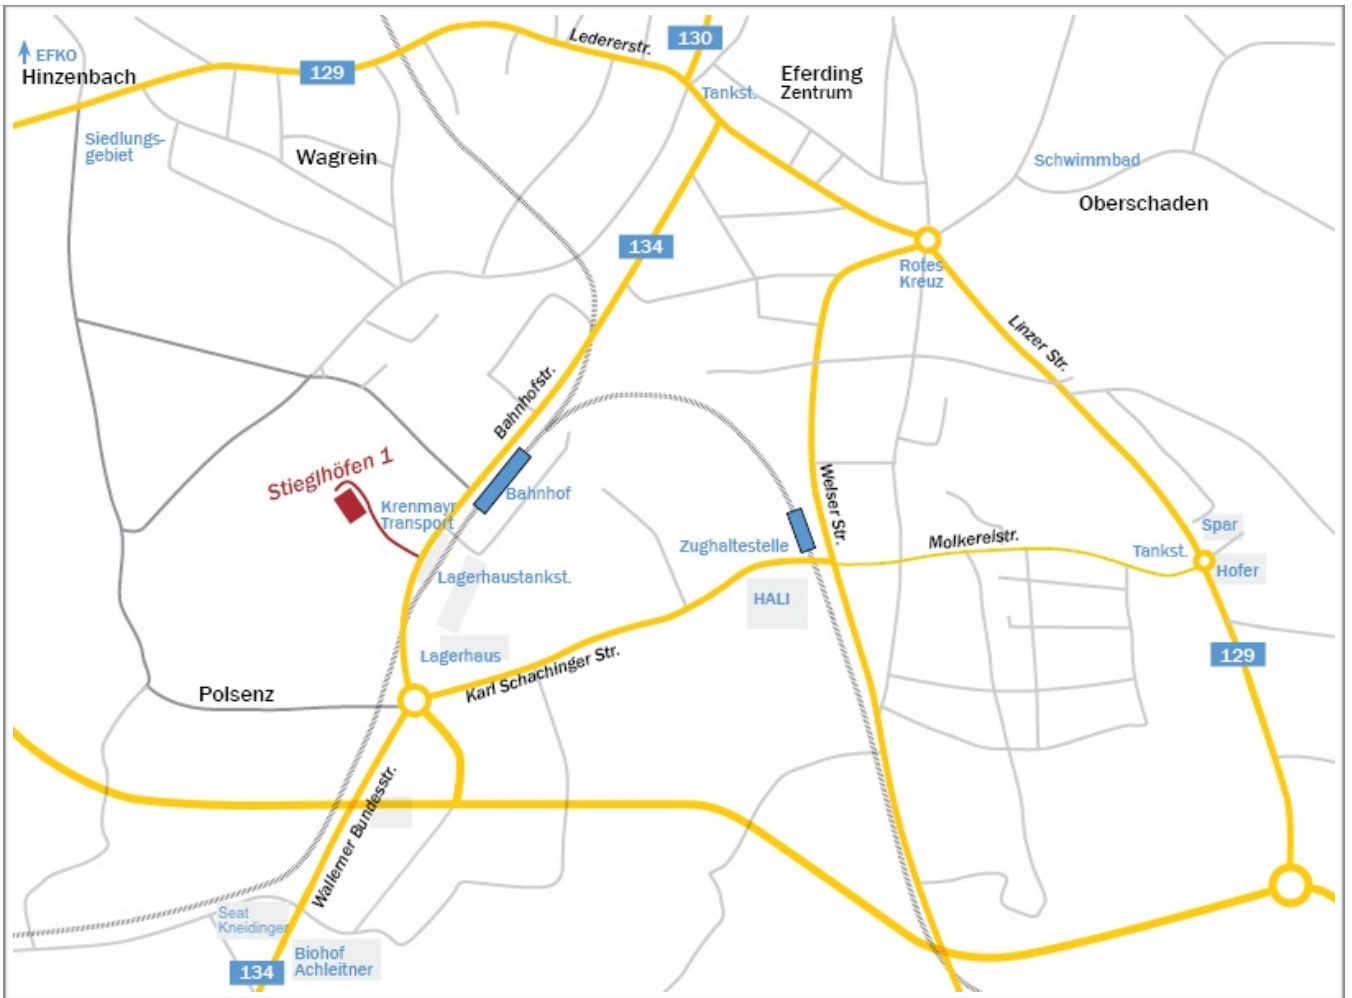 130
Ledererstr.
EFKO
Hinzenbach
129
Eferding
Zentrum
Tankst.
Siedlungs-
gebiet
Wagrein
Schwimmbad
Oberschaden
134
Rotes
Kreuz
Linzer Str.
Bahnhofstr.
Stieglhöfen 1
Krenmayr
Transport
Bahnhof
Welser Str.
Zughaltestelle
Molkereistr.
Spar
Tankst.
Hofer
Lagerhaustankst.
HALI
Lagerhaus
Karl Schachinger Str.
129
Polsenz
Wallerner Bundesstr.
Seat
Kneidinger
Biohof
Achleitner
134